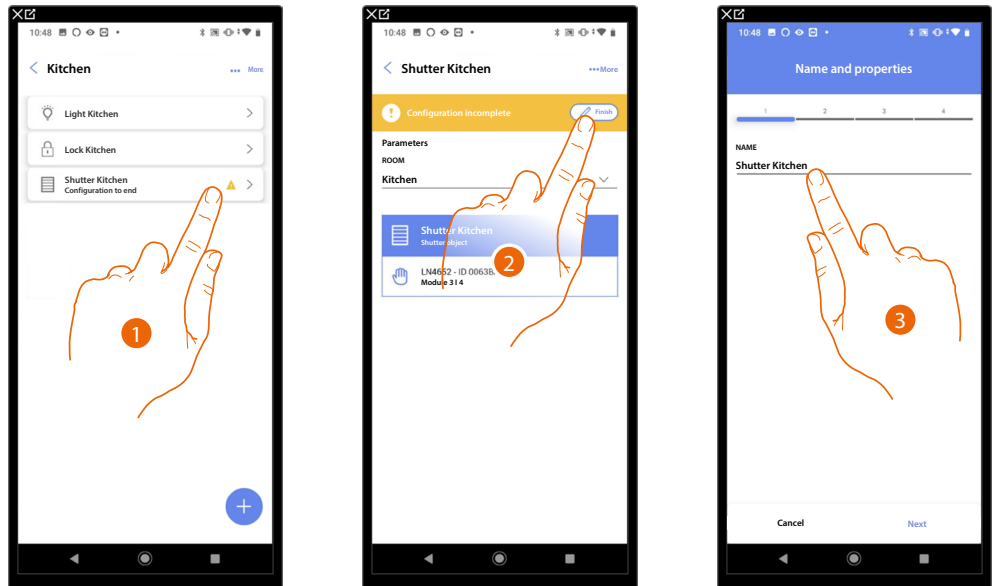 10:48
Kitchen
••• More
Light Kitchen
Lock Kitchen
Shutter Kitchen
Configuration to end
1
10:48
Shutter Kitchen
•••More
Configuration incomplete
Finish
Parameters
ROOM
Kitchen
Shutter Kitchen
Shutter object
LN4662 - ID 0063
Module 3 I 4
2
10:48
Name and properties
1 2 3 4
NAME
Shutter Kitchen
3
Cancel Next